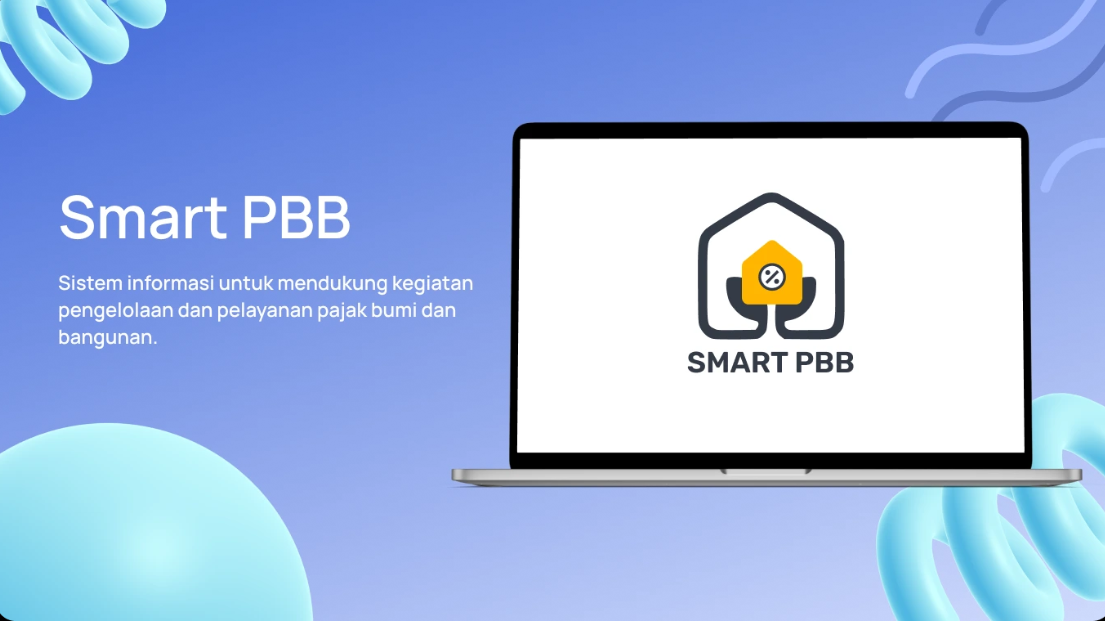 Smart PBB
Sistem informasi untuk mendukung kegiatan
pengelolaan dan pelayanan pajak bumi dan
bangunan.
SMART PBB